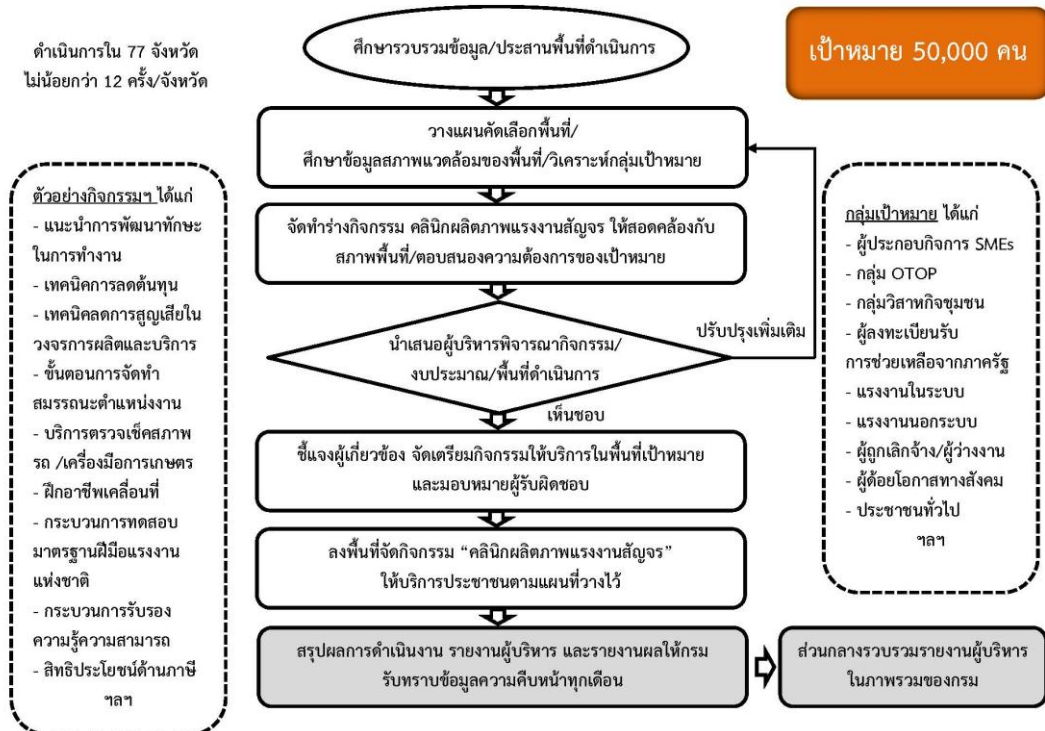 ดำเนินการใน 77 จังหวัด
ไม่น้อยกว่า 12 ครั้ง/จังหวัด
ศึกษารวบรวมข้อมูล/ประสานพื้นที่ดำเนินการ
เป้าหมาย 50,000 คน
วางแผนคัดเลือกพื้นที่/
ศึกษาข้อมูลสภาพแวดล้อมของพื้นที่/วิเคราะห์กลุ่มเป้าหมาย
จัดทำร่างกิจกรรม คลินิกผลิตภาพแรงงานสัญจร ให้สอดคล้องกับ
สภาพพื้นที่/ตอบสนองความต้องการของเป้าหมาย
นำเสนอผู้บริหารพิจารณากิจกรรม/
งบประมาณ/พื้นที่ดำเนินการ
ปรับปรุงเพิ่มเติม
เห็นชอบ
ชี้แจงผู้เกี่ยวข้อง จัดเตรียมกิจกรรมให้บริการในพื้นที่เป้าหมาย
และมอบหมายผู้รับผิดชอบ
ลงพื้นที่จัดกิจกรรม “คลินิกผลิตภาพแรงงานสัญจร”
ให้บริการประชาชนตามแผนที่วางไว้
สรุปผลการดำเนินงาน รายงานผู้บริหาร และรายงานผลให้กรม
รับทราบข้อมูลความคืบหน้าทุกเดือน
ส่วนกลางรวบรวมรายงานผู้บริหาร
ในภาพรวมของกรม
ตัวอย่างกิจกรรมฯ ได้แก่
- แนะนำการพัฒนาทักษะ
ในการทำงาน
- เทคนิคการลดต้นทุน
- เทคนิคลดการสูญเสียใน
วงจรการผลิตและบริการ
- ขั้นตอนการจัดทำ
สมรรถนะตำแหน่งงาน
- บริการตรวจเช็คสภาพ
รถ /เครื่องมือการเกษตร
- ฝึกอาชีพเคลื่อนที่
- กระบวนการทดสอบ
มาตรฐานฝีมือแรงงาน
แห่งชาติ
- กระบวนการรับรอง
ความรู้ความสามารถ
- สิทธิประโยชน์ด้านภาษี
ฯลฯ
กลุ่มเป้าหมาย ได้แก่
- ผู้ประกอบกิจการ SMEs
- กลุ่ม OTOP
- กลุ่มวิสาหกิจชุมชน
- ผู้ลงทะเบียนรับ
การช่วยเหลือจากภาครัฐ
- แรงงานในระบบ
- แรงงานนอกระบบ
- ผู้ถูกเลิกจ้าง/ผู้ว่างงาน
- ผู้ด้อยโอกาสทางสังคม
- ประชาชนทั่วไป
ฯลฯ